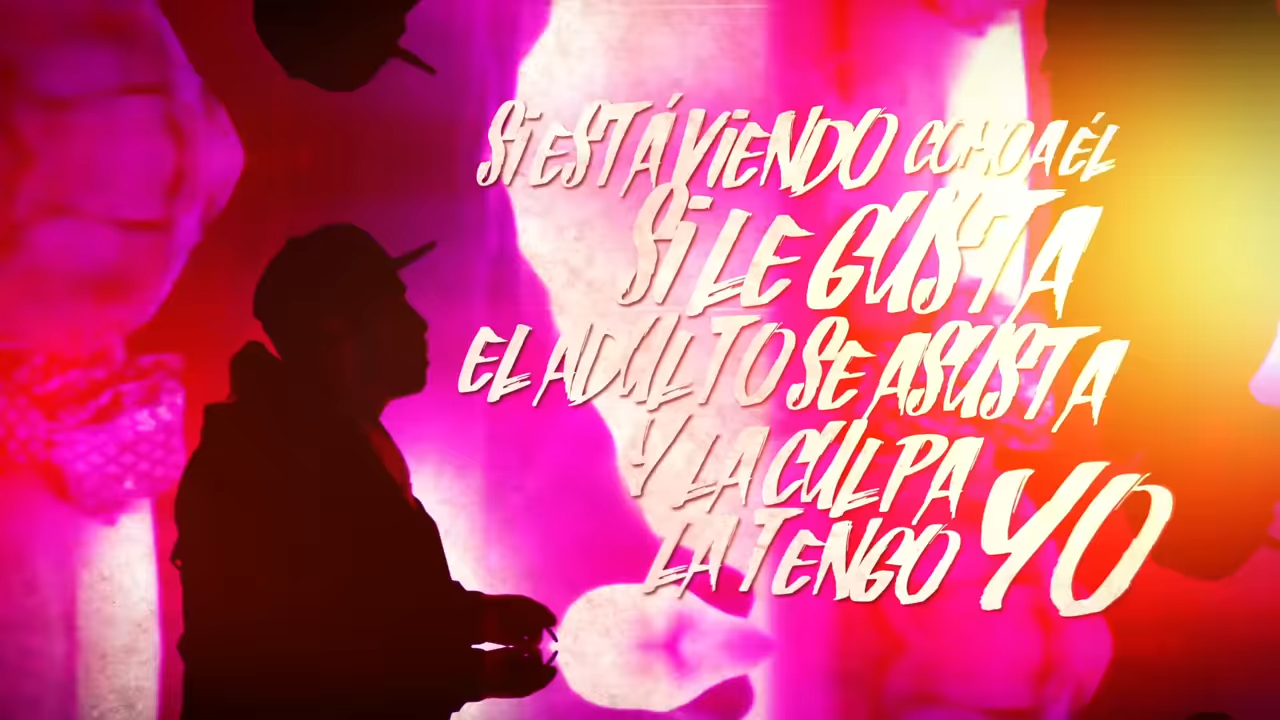 SI ESTÁ VIENDO COMO A ÉL
SI LE GUSTA
EL ADULTO SE ASUSTA
Y LA CULPA
LA TENGO YO